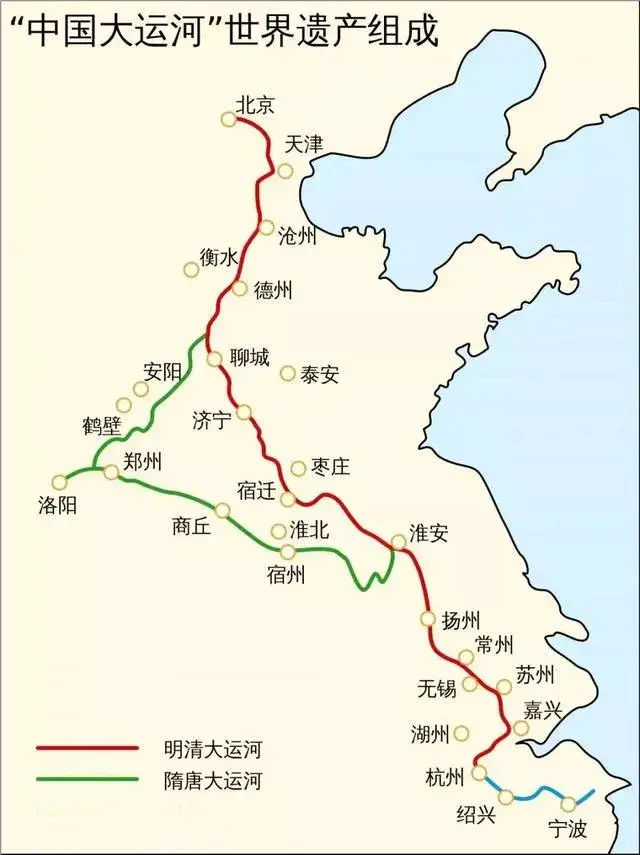 “中国大运河”世界遗产组成
北京
天津
沧州
衡水
德州
聊城
安阳
泰安
鹤壁
济宁
郑州
枣庄
洛阳
宿迁
商丘
淮北
淮安
宿州
扬州
常州
苏州
无锡
嘉兴
湖州
明清大运河
杭州
隋唐大运河
绍兴
宁波